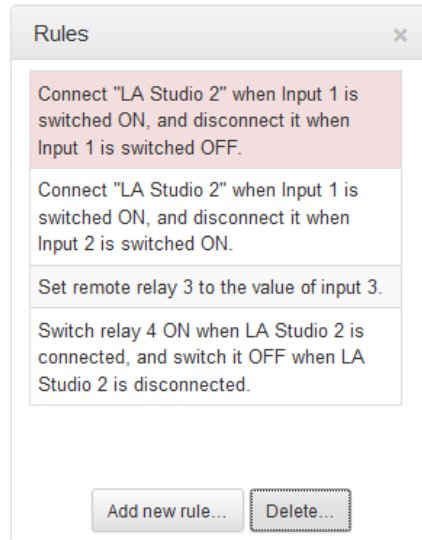 Rules
×
Connect "LA Studio 2" when Input 1 is
switched ON, and disconnect it when
Input 1 is switched OFF.
Connect "LA Studio 2" when Input 1 is
switched ON, and disconnect it when
Input 2 is switched ON.
Set remote relay 3 to the value of input 3.
Switch relay 4 ON when LA Studio 2 is
connected, and switch it OFF when LA
Studio 2 is disconnected.
Add new rule... Delete...